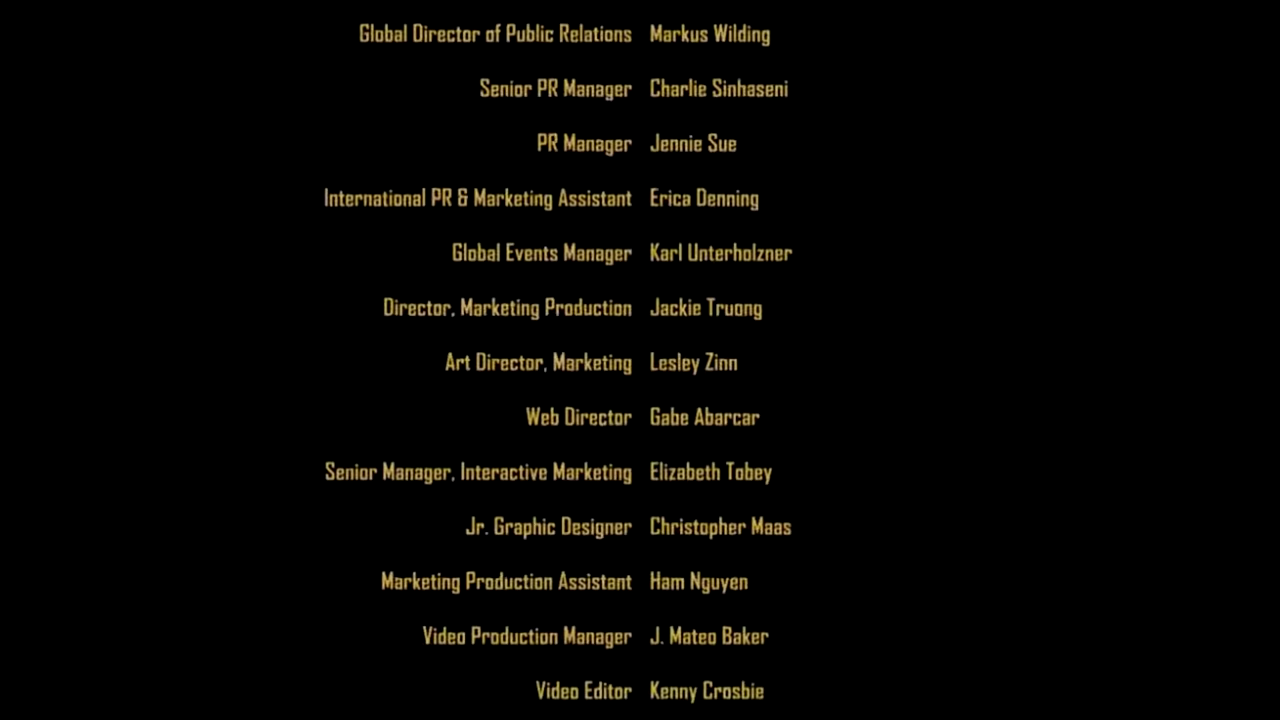 Global Director of Public Relations Markus Wilding
Senior PR Manager Charlie Sinhaseni
PR Manager Jennie Sue
International PR & Marketing Assistant Erica Denning
Global Events Manager Karl Unterholzner
Director, Marketing Production Jackie Truong
Art Director, Marketing Lesley Zinn
Web Director Gabe Abarcar
Senior Manager, Interactive Marketing Elizabeth Tobey
Jr. Graphic Designer Christopher Maas
Marketing Production Assistant Ham Nguyen
Video Production Manager J. Mateo Baker
Video Editor Kenny Crosbie